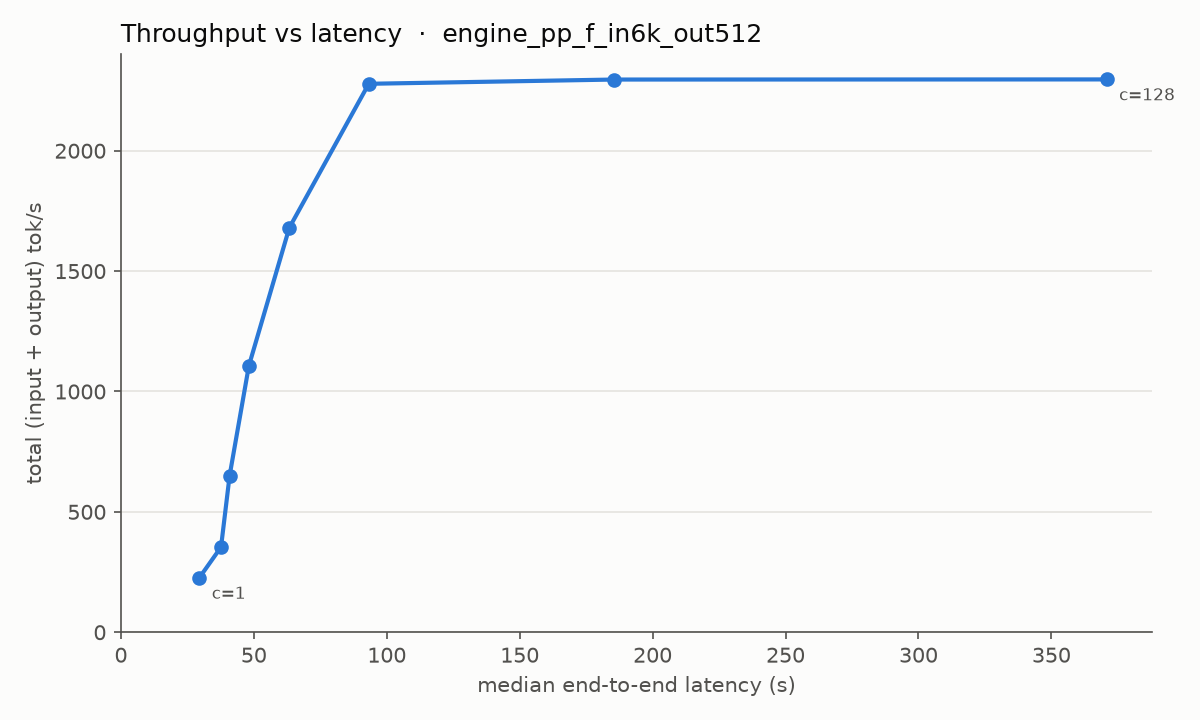 Throughput vs latency · engine_pp_f_in6k_out512
total (input + output) tok/s
2000
1500
1000
500
0
c=128
c=1
0 50 100 150 200 250 300 350
median end-to-end latency (s)